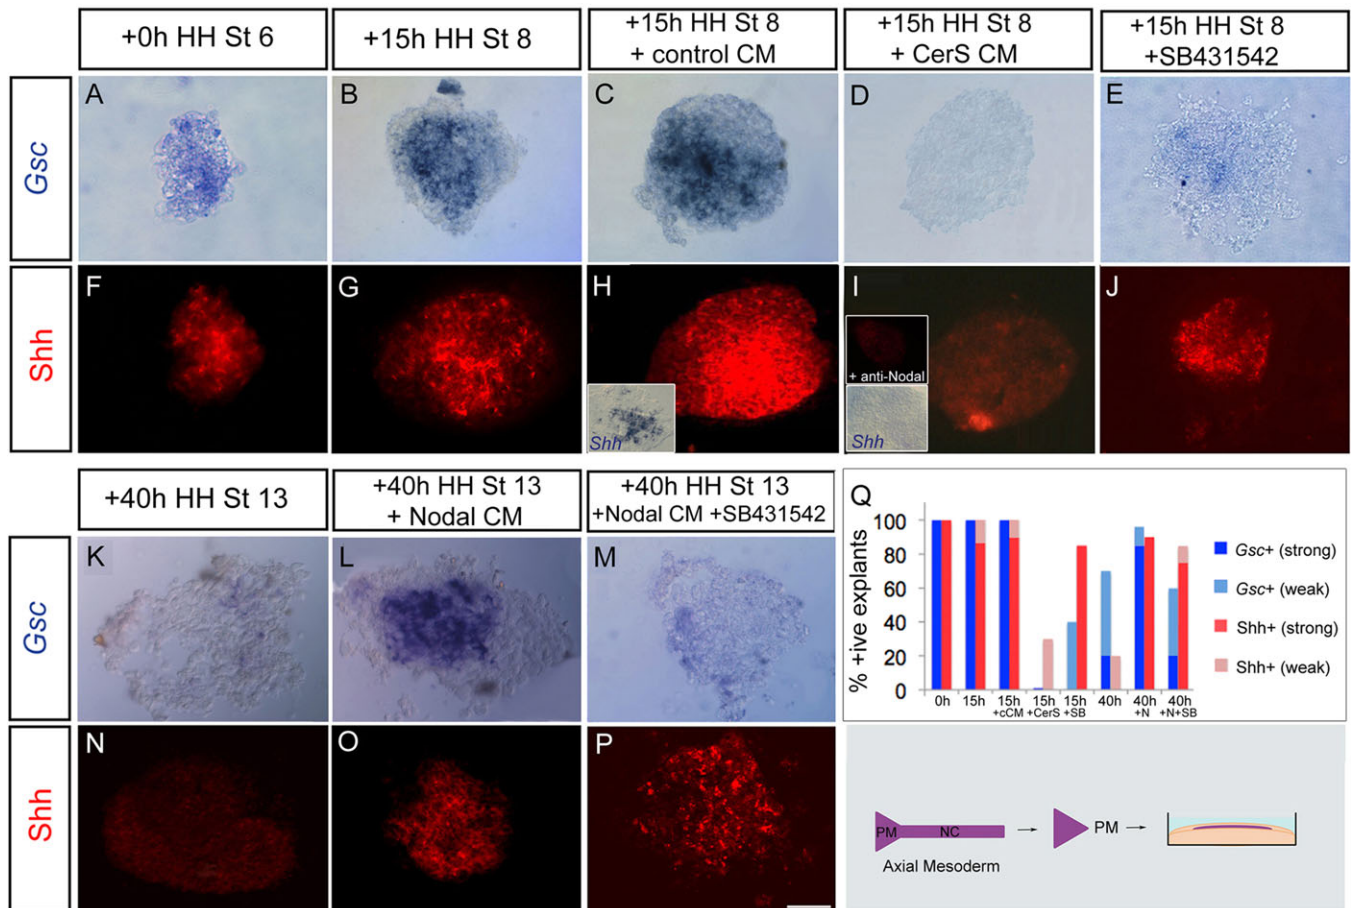 +0h HH St 6
+15h HH St 8
+15h HH St 8
+ control CM
+15h HH St 8
+ CerS CM
+15h HH St 8
+SB431542
Gsc
A
B
C
D
E
Shh
F
G
H
Shh
I
+ anti-Nodal
Shh
J
+40h HH St 13
+40h HH St 13
+ Nodal CM
+40h HH St 13
+Nodal CM +SB431542
Gsc
K
L
M
Shh
N
O
P
Q
% +ive explants
100
80
60
40
20
0
0h 15h 15h 15h 15h 40h 40h 40h
+cCM +CerS +SB +N +N+SB
Gsc+ (strong)
Gsc+ (weak)
Shh+ (strong)
Shh+ (weak)
PM NC PM
Axial Mesoderm